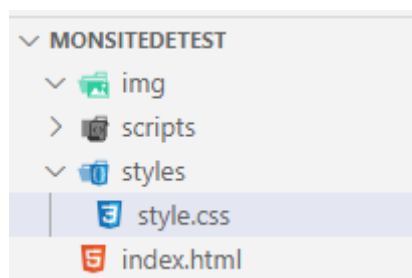 MONSITEDETEST
img
scripts
styles
style.css
index.html